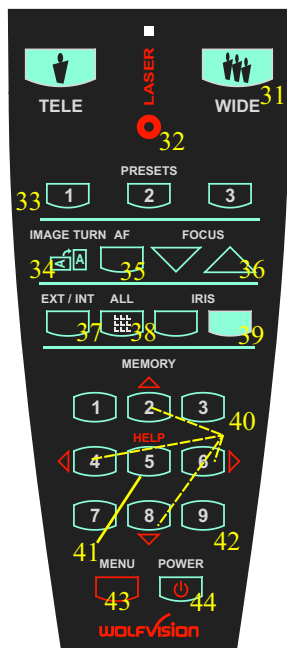 LASER
TELE
WIDE
31
32
PRESETS
33
1 2 3
IMAGE TURN AF FOCUS
34 A A 35 36
EXT / INT ALL IRIS
37 38 39
MEMORY
1 2 3
HELP
40
4 5 6
7 8 9
41 42
MENU POWER
43 44
WOLFVISION